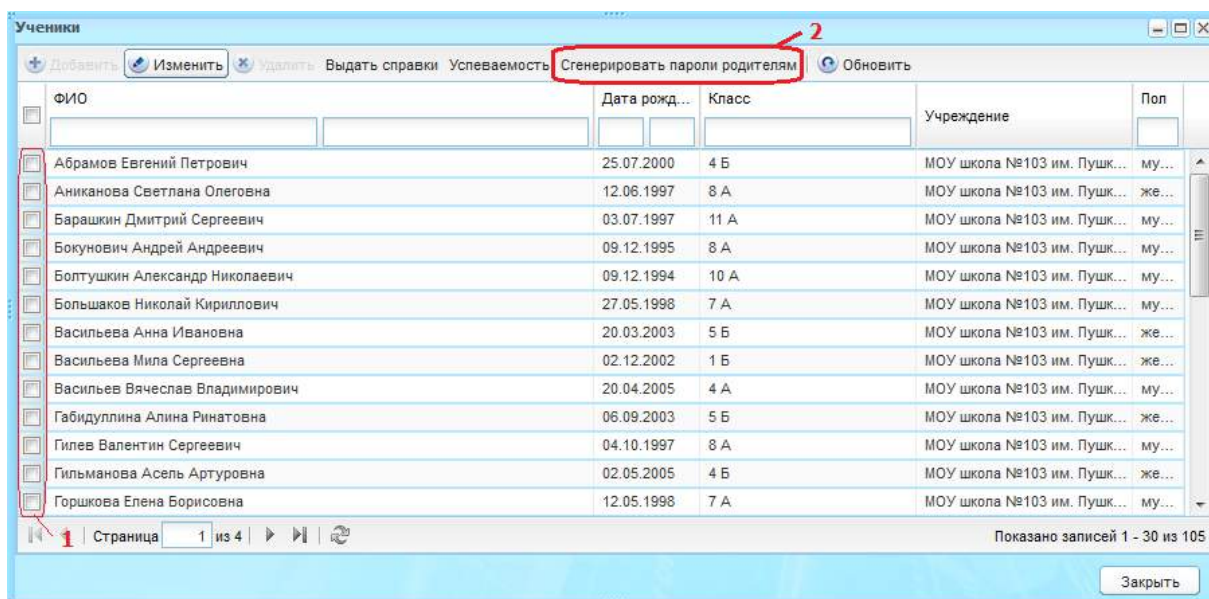 Ученики
2
Добавить Изменить Удалить Выдать справки Успеваемость Сгенерировать пароли родителям Обновить
ФИО Дата рожд... Класс Учреждение Пол
Абрамов Евгений Петрович 25.07.2000 4 Б МОУ школа №103 им. Пушк... му...
Аниканова Светлана Олеговна 12.06.1997 8 А МОУ школа №103 им. Пушк... же...
Барашкин Дмитрий Сергеевич 03.07.1997 11 А МОУ школа №103 им. Пушк... му...
Бокунович Андрей Андреевич 09.12.1995 8 А МОУ школа №103 им. Пушк... му...
Болтушкин Александр Николаевич 09.12.1994 10 А МОУ школа №103 им. Пушк... му...
Большаков Николай Кириллович 27.05.1998 7 А МОУ школа №103 им. Пушк... му...
Васильева Анна Ивановна 20.03.2003 5 Б МОУ школа №103 им. Пушк... же...
Васильева Мила Сергеевна 02.12.2002 1 Б МОУ школа №103 им. Пушк... же...
Васильев Вячеслав Владимирович 20.04.2005 4 А МОУ школа №103 им. Пушк... му...
Габидуллина Алина Ринатовна 06.09.2003 5 Б МОУ школа №103 им. Пушк... же...
Гилев Валентин Сергеевич 04.10.1997 8 А МОУ школа №103 им. Пушк... му...
Гильманова Асель Артуровна 02.05.2005 4 Б МОУ школа №103 им. Пушк... же...
Горшкова Елена Борисовна 12.05.1998 7 А МОУ школа №103 им. Пушк... му...
1 Страница 1 из 4 Показано записей 1 - 30 из 105
Закрыть